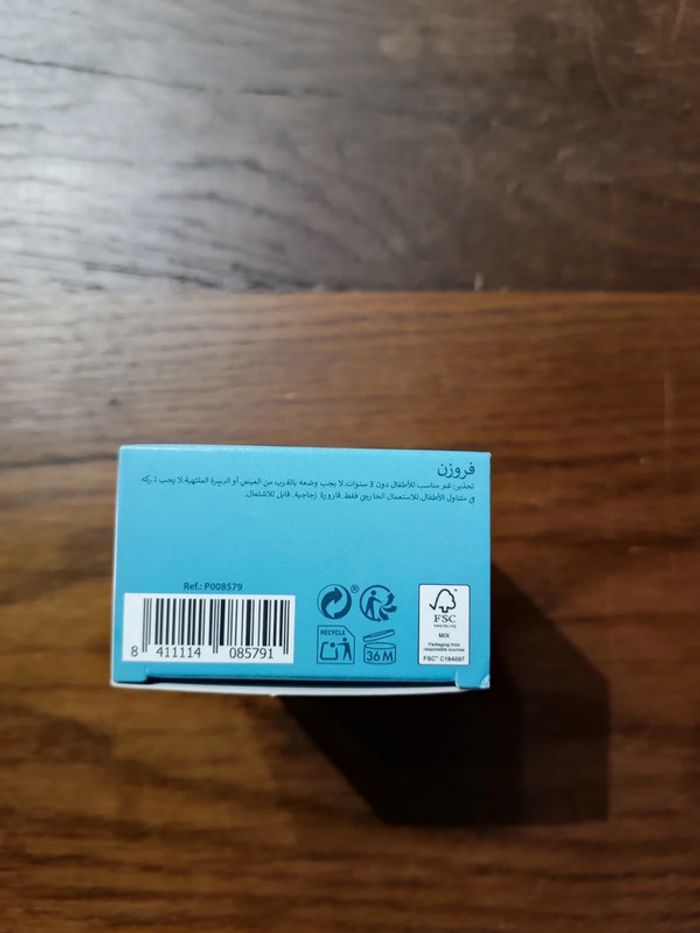 فروزن
تحذير: غير مناسب للأطفال دون 3 سنوات. لا يجب وضعه بالقرب من العينين أو البشرة الملتهبة. لا يجب تركه
في متناول الأطفال. للاستعمال الخارجي فقط. قارورة زجاجية. قابل للاشتعال.
Ref.: P008579
8 411114 085791
®
RECYCLE
36 M
FSC
www.fsc.org
MIX
Packaging from
responsible sources
FSC® C164097